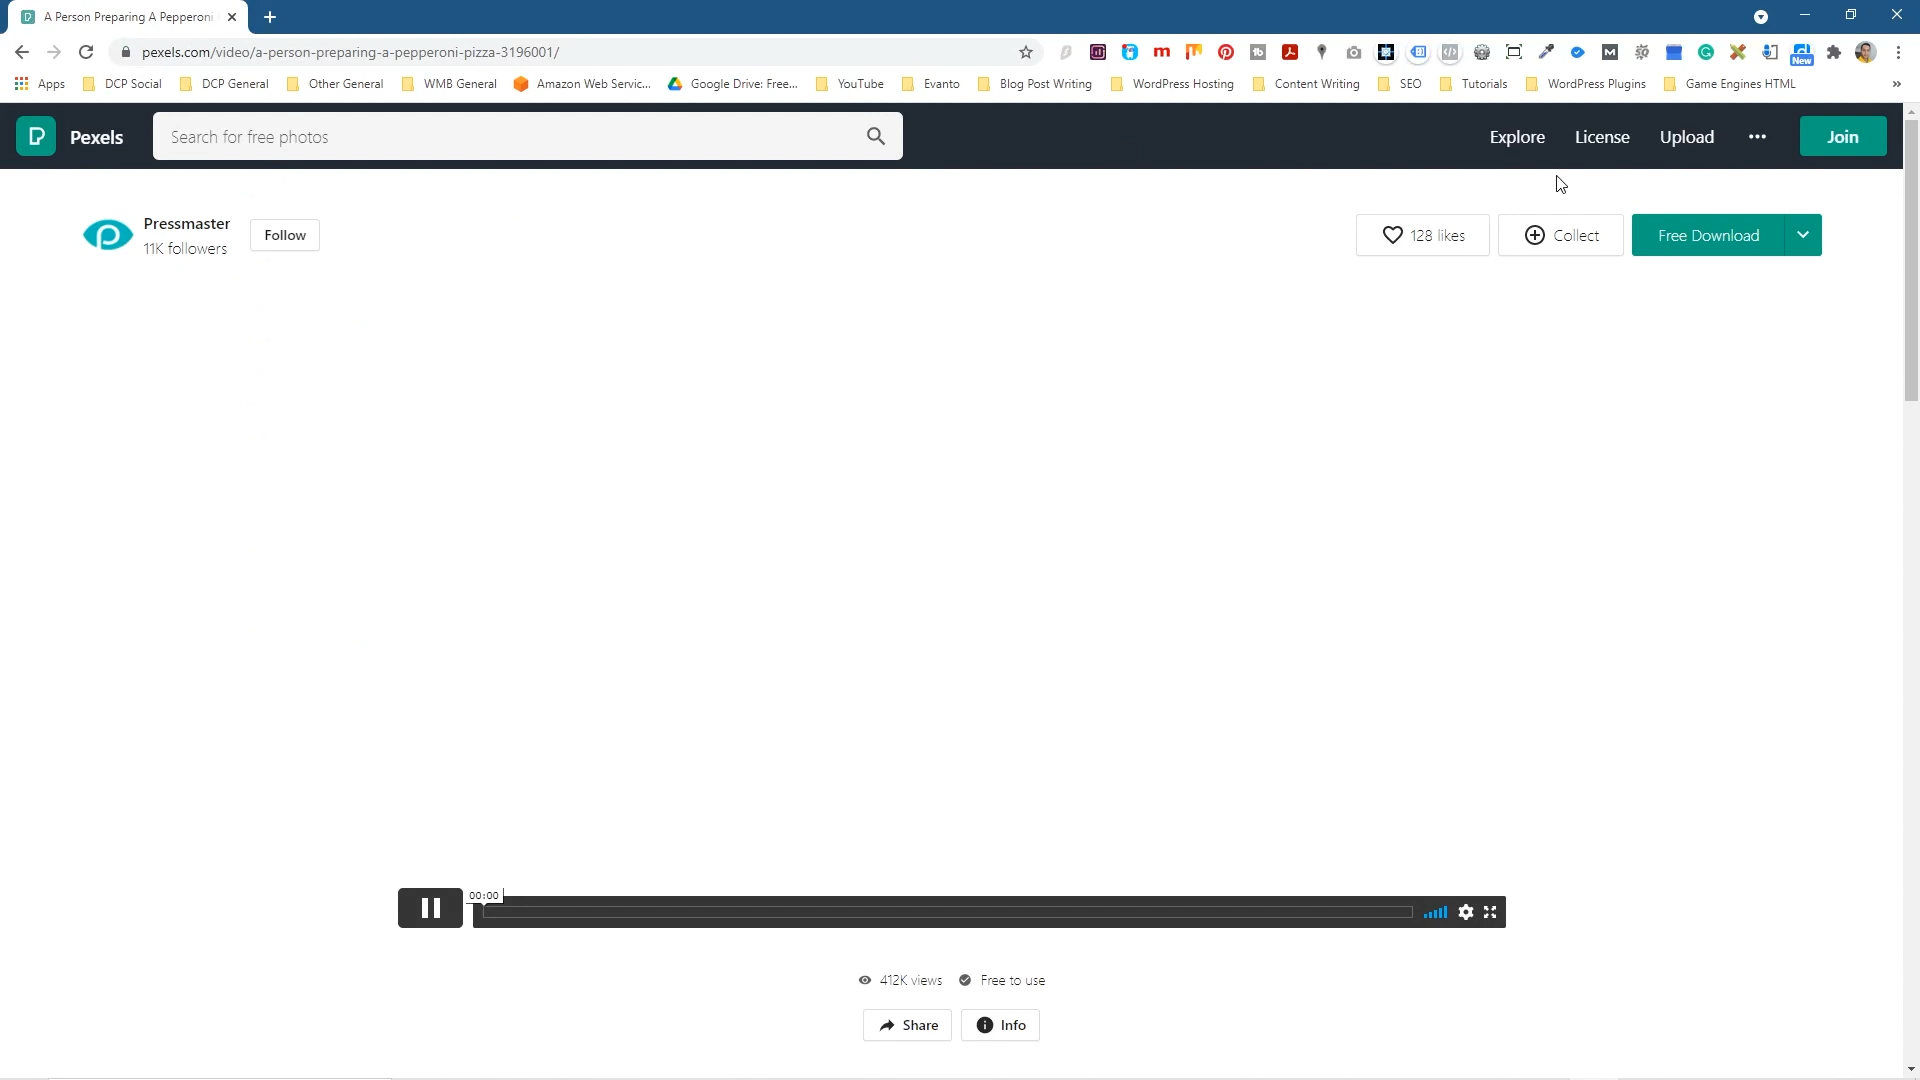 A Person Preparing A Pepperoni
pexels.com/video/a-person-preparing-a-pepperoni-pizza-3196001/
New
Apps DCP Social DCP General Other General WMB General Amazon Web Servic... Google Drive: Free... YouTube Evanto Blog Post Writing WordPress Hosting Content Writing SEO Tutorials WordPress Plugins Game Engines HTML »
Pexels Search for free photos Explore License Upload ... Join
Pressmaster
11K followers
Follow
128 likes Collect Free Download
00:00
412K views Free to use
Share Info